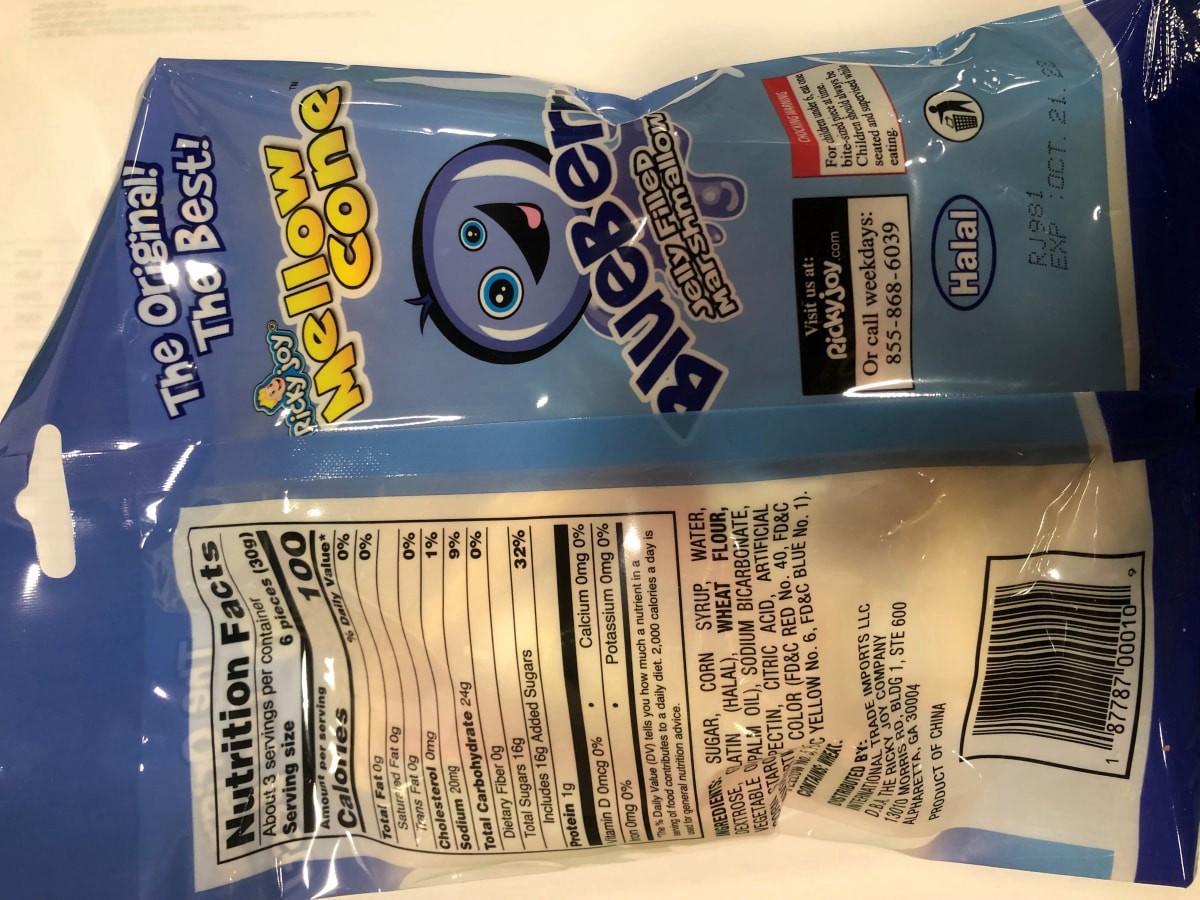 The Original!
The Best!
Ricky Joy
Mellow
Cone™
BlueBerr
Jelly Filled
Marshmallow
CHOKING WARNING
For children under 6, eat one
bite-sized piece at time.
Children should always be
seated and supervised while
eating.
Visit us at:
RickyJoy.com
Or call weekdays:
855-868-6039
Halal
RJ981
EXP :OCT. 21. 2
Nutrition Facts
About 3 servings per container
Serving size 6 pieces (30g)
Amount per serving
Calories 100
% Daily Value*
Total Fat 0g 0%
Saturated Fat 0g 0%
Trans Fat 0g
Cholesterol 0mg 0%
Sodium 20mg 1%
Total Carbohydrate 24g 9%
Dietary Fiber 0g 0%
Total Sugars 16g
Includes 16g Added Sugars 32%
Protein 1g
Vitamin D 0mcg 0% • Calcium 0mg 0%
Iron 0mg 0% • Potassium 0mg 0%
*The % Daily Value (DV) tells you how much a nutrient in a
serving of food contributes to a daily diet. 2,000 calories a day is
used for general nutrition advice.
INGREDIENTS: SUGAR, CORN SYRUP, WATER,
DEXTROSE, LATIN (HALAL), WHEAT FLOUR,
VEGETABLE PALM OIL), SODIUM BICARBONATE,
STARC PECTIN, CITRIC ACID, ARTIFICIAL
COLOR (FD&C RED No. 40, FD&C
C YELLOW No. 6, FD&C BLUE No. 1).
CONTAINS WHEAT.
DISTRIBUTED BY:
INTERNATIONAL TRADE IMPORTS LLC
D.B.A THE RICKY JOY COMPANY
13010 MORRIS RD., BLDG 1, STE 600
ALPHARETTA, GA 30004
PRODUCT OF CHINA
1 87787 00010 9